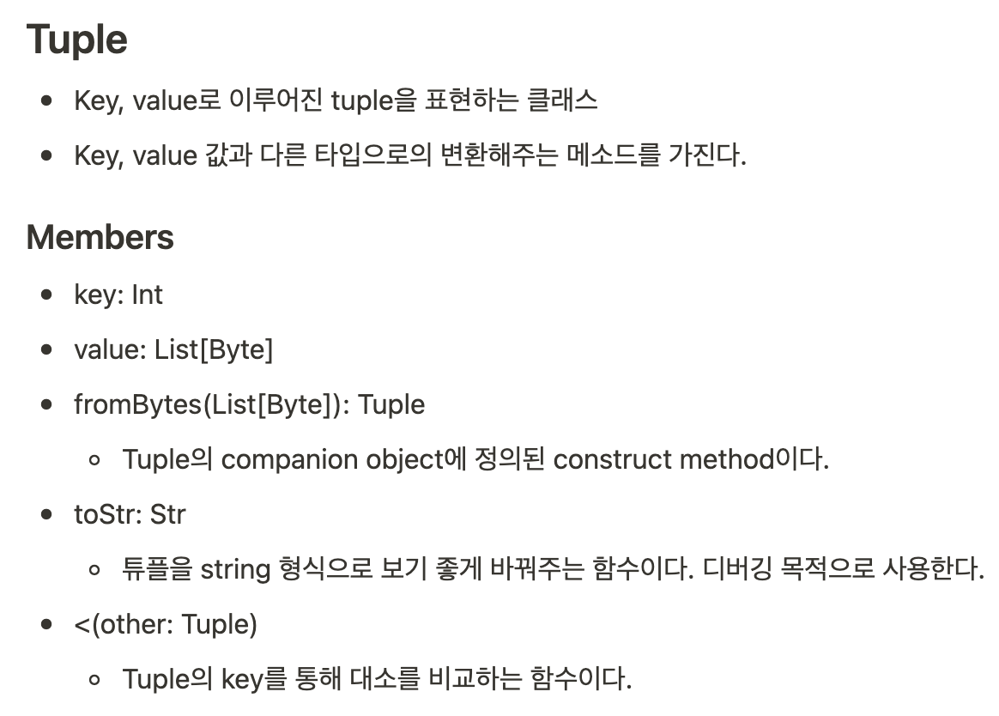 Tuple
• Key, value로 이루어진 tuple을 표현하는 클래스
• Key, value 값과 다른 타입으로의 변환해주는 메소드를 가진다.
Members
• key: Int
• value: List[Byte]
• fromBytes(List[Byte]): Tuple
◦ Tuple의 companion object에 정의된 construct method이다.
• toStr: Str
◦ 튜플을 string 형식으로 보기 좋게 바꿔주는 함수이다. 디버깅 목적으로 사용한다.
• <(other: Tuple)
◦ Tuple의 key를 통해 대소를 비교하는 함수이다.